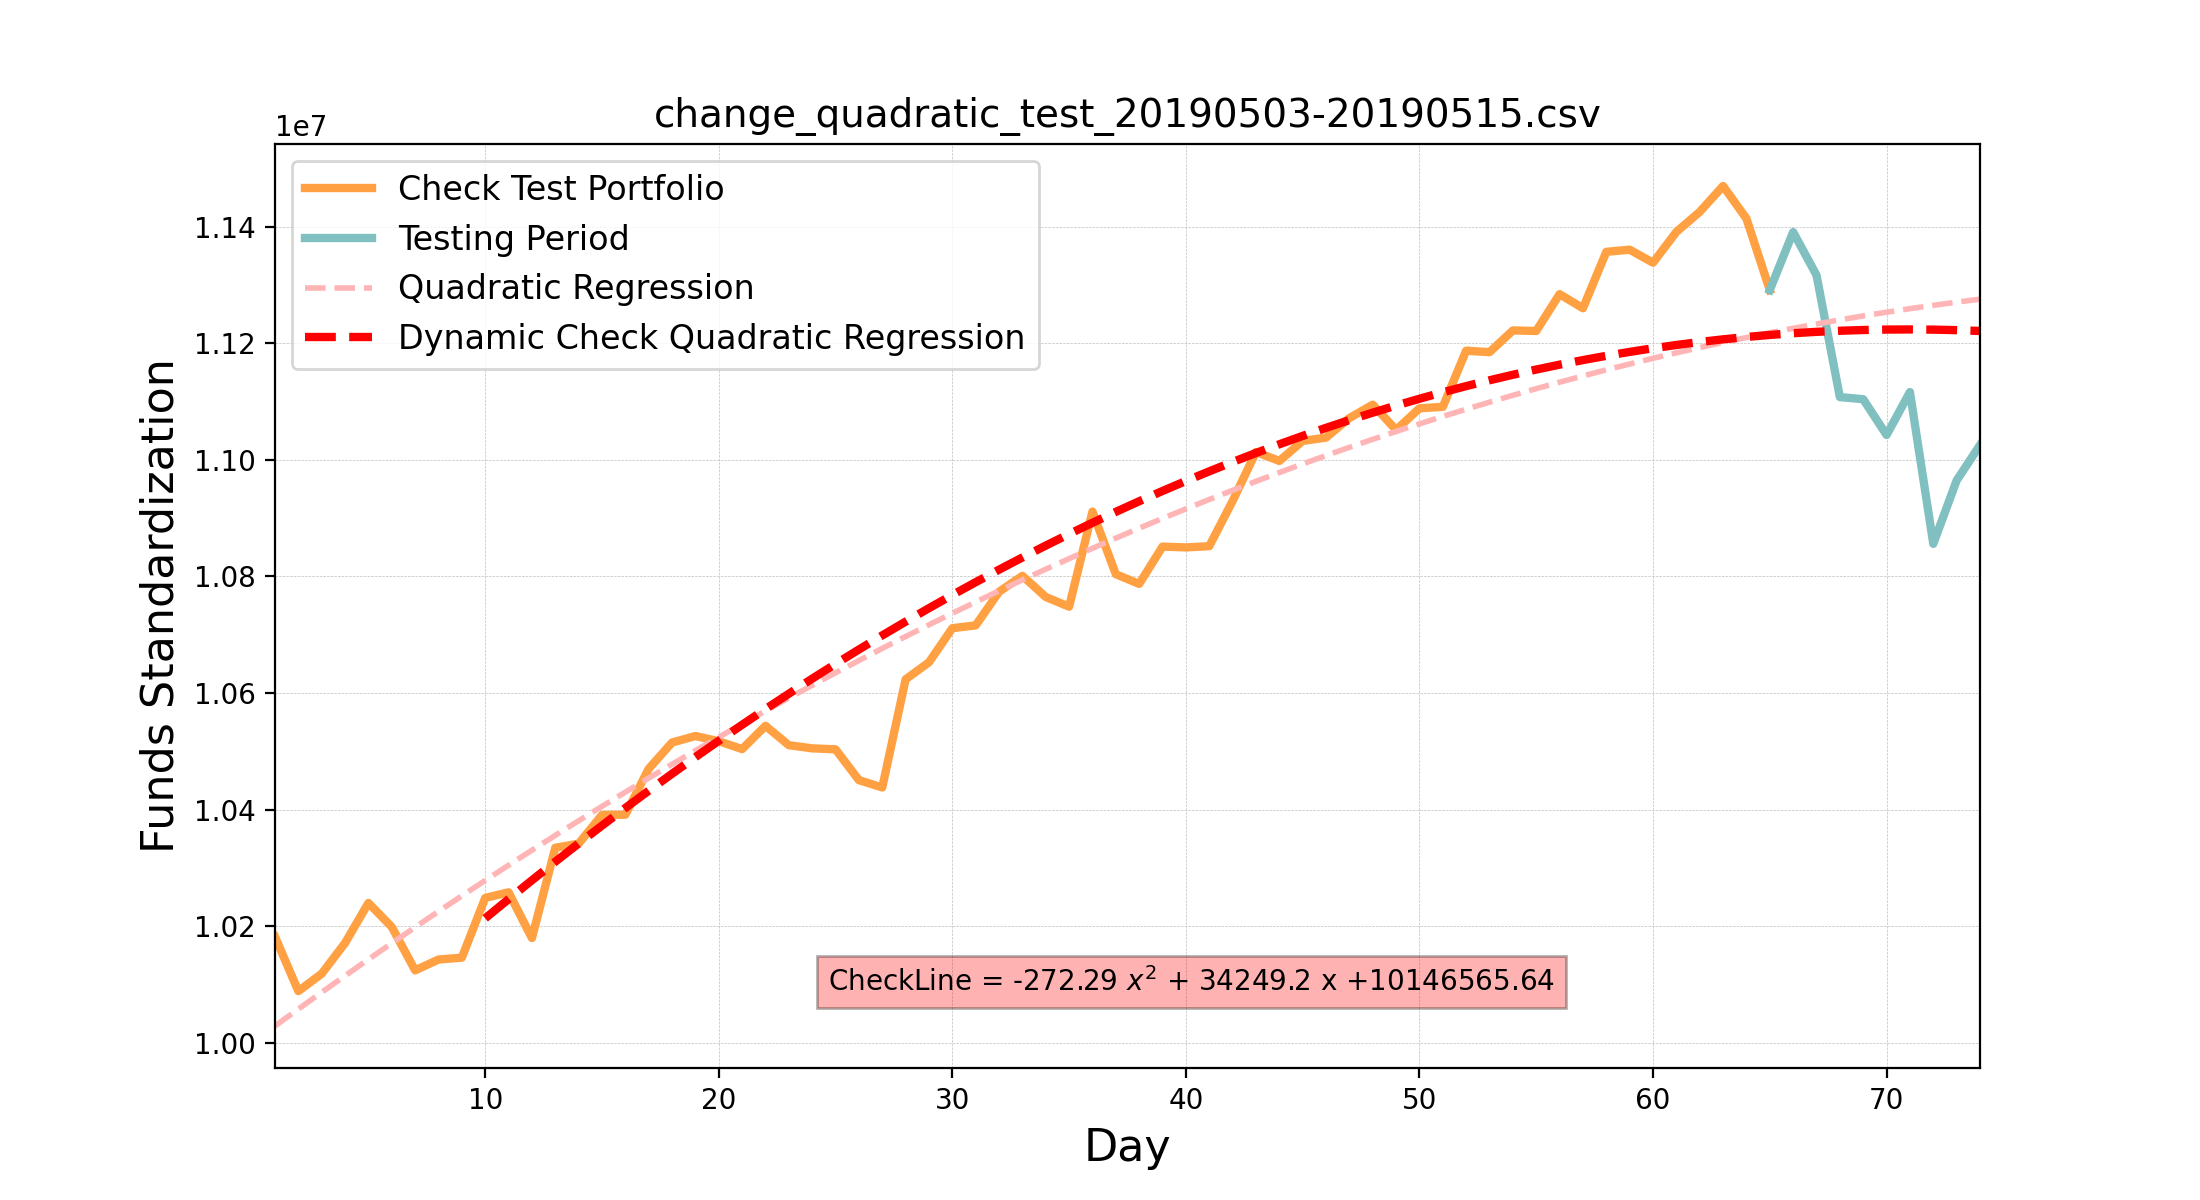 change_quadratic_test_20190503-20190515.csv
1e7
Check Test Portfolio
Testing Period
Quadratic Regression
Dynamic Check Quadratic Regression
1.14
1.12
1.10
1.08
1.06
1.04
1.02
1.00
Funds Standardization
CheckLine = -272.29 x² + 34249.2 x +10146565.64
10 20 30 40 50 60 70
Day